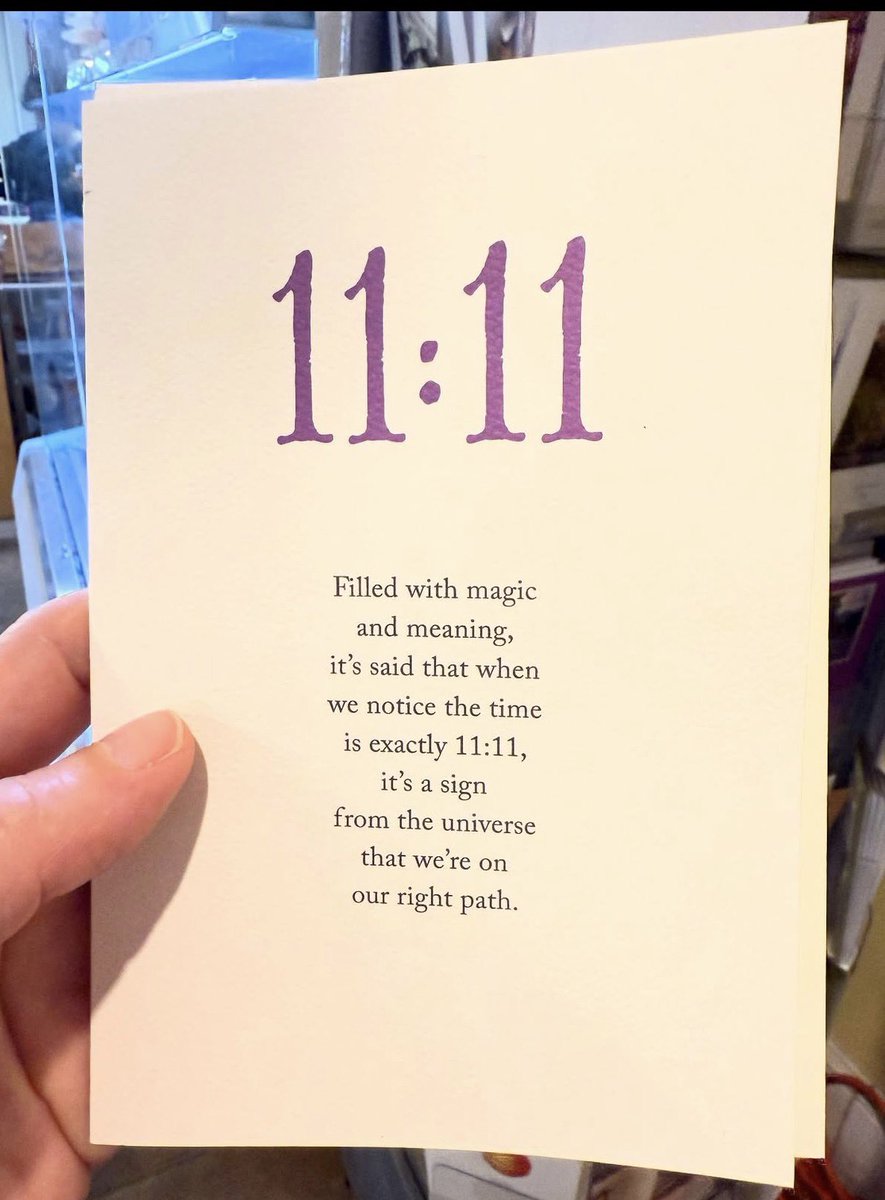 11:11
Filled with magic
and meaning,
it’s said that when
we notice the time
is exactly 11:11,
it’s a sign
from the universe
that we’re on
our right path.